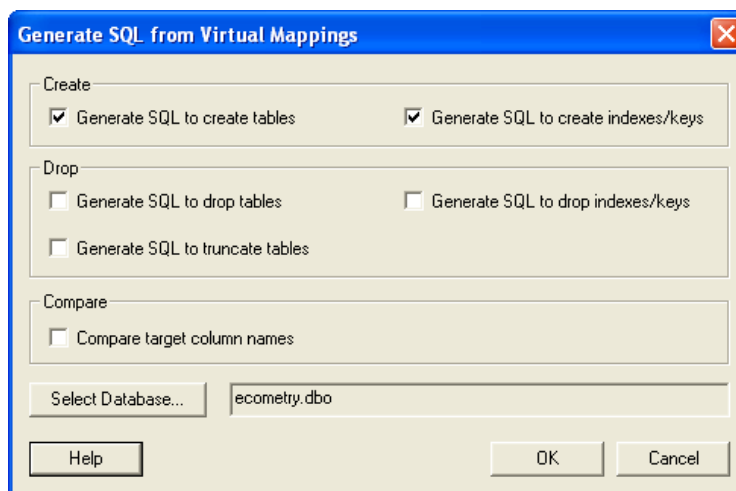 Generate SQL from Virtual Mappings
Create
Generate SQL to create tables
Generate SQL to create indexes/keys
Drop
Generate SQL to drop tables
Generate SQL to drop indexes/keys
Generate SQL to truncate tables
Compare
Compare target column names
Select Database...
ecometry.dbo
Help
OK
Cancel